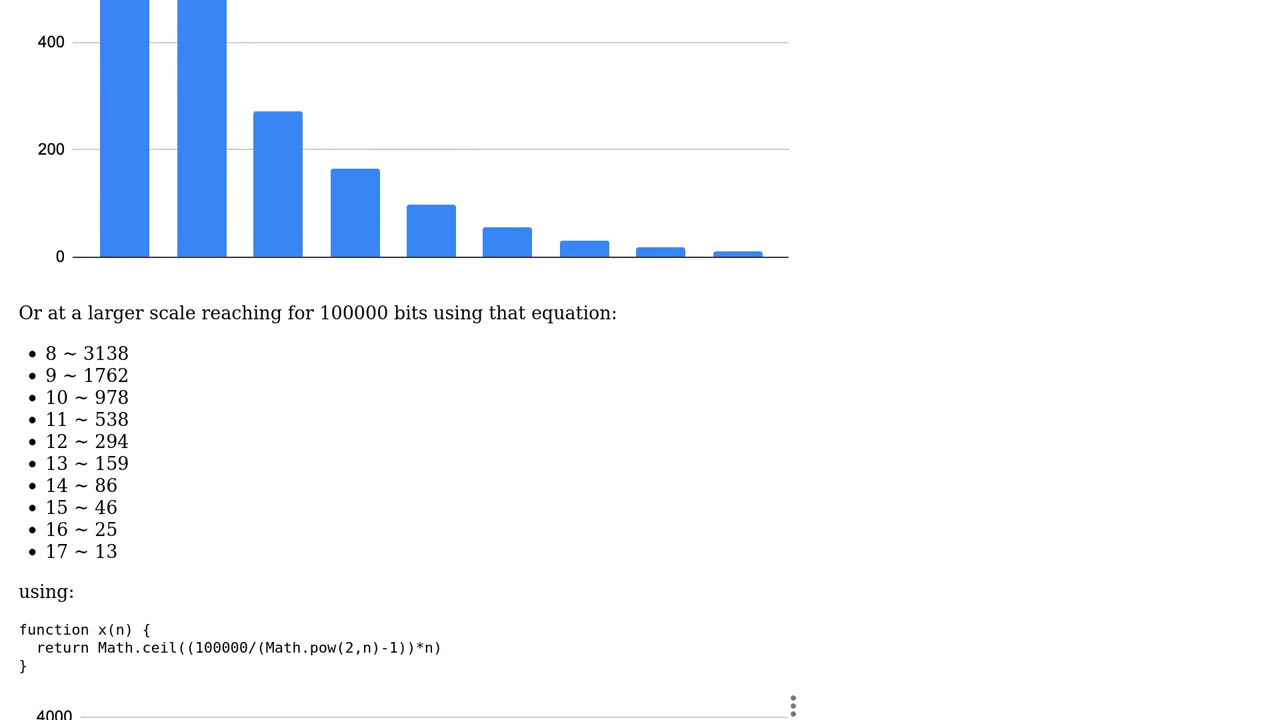 400
200
0
Or at a larger scale reaching for 100000 bits using that equation:
• 8 ~ 3138
• 9 ~ 1762
• 10 ~ 978
• 11 ~ 538
• 12 ~ 294
• 13 ~ 159
• 14 ~ 86
• 15 ~ 46
• 16 ~ 25
• 17 ~ 13
using:
function x(n) {
  return Math.ceil((100000/(Math.pow(2,n)-1))*n)
}
4000